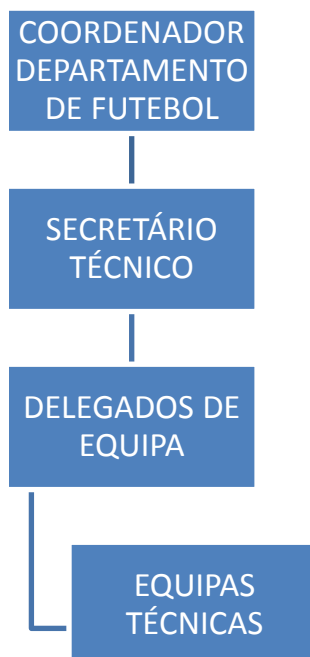 COORDENADOR
DEPARTAMENTO
DE FUTEBOL
SECRETÁRIO
TÉCNICO
DELEGADOS DE
EQUIPA
EQUIPAS
TÉCNICAS